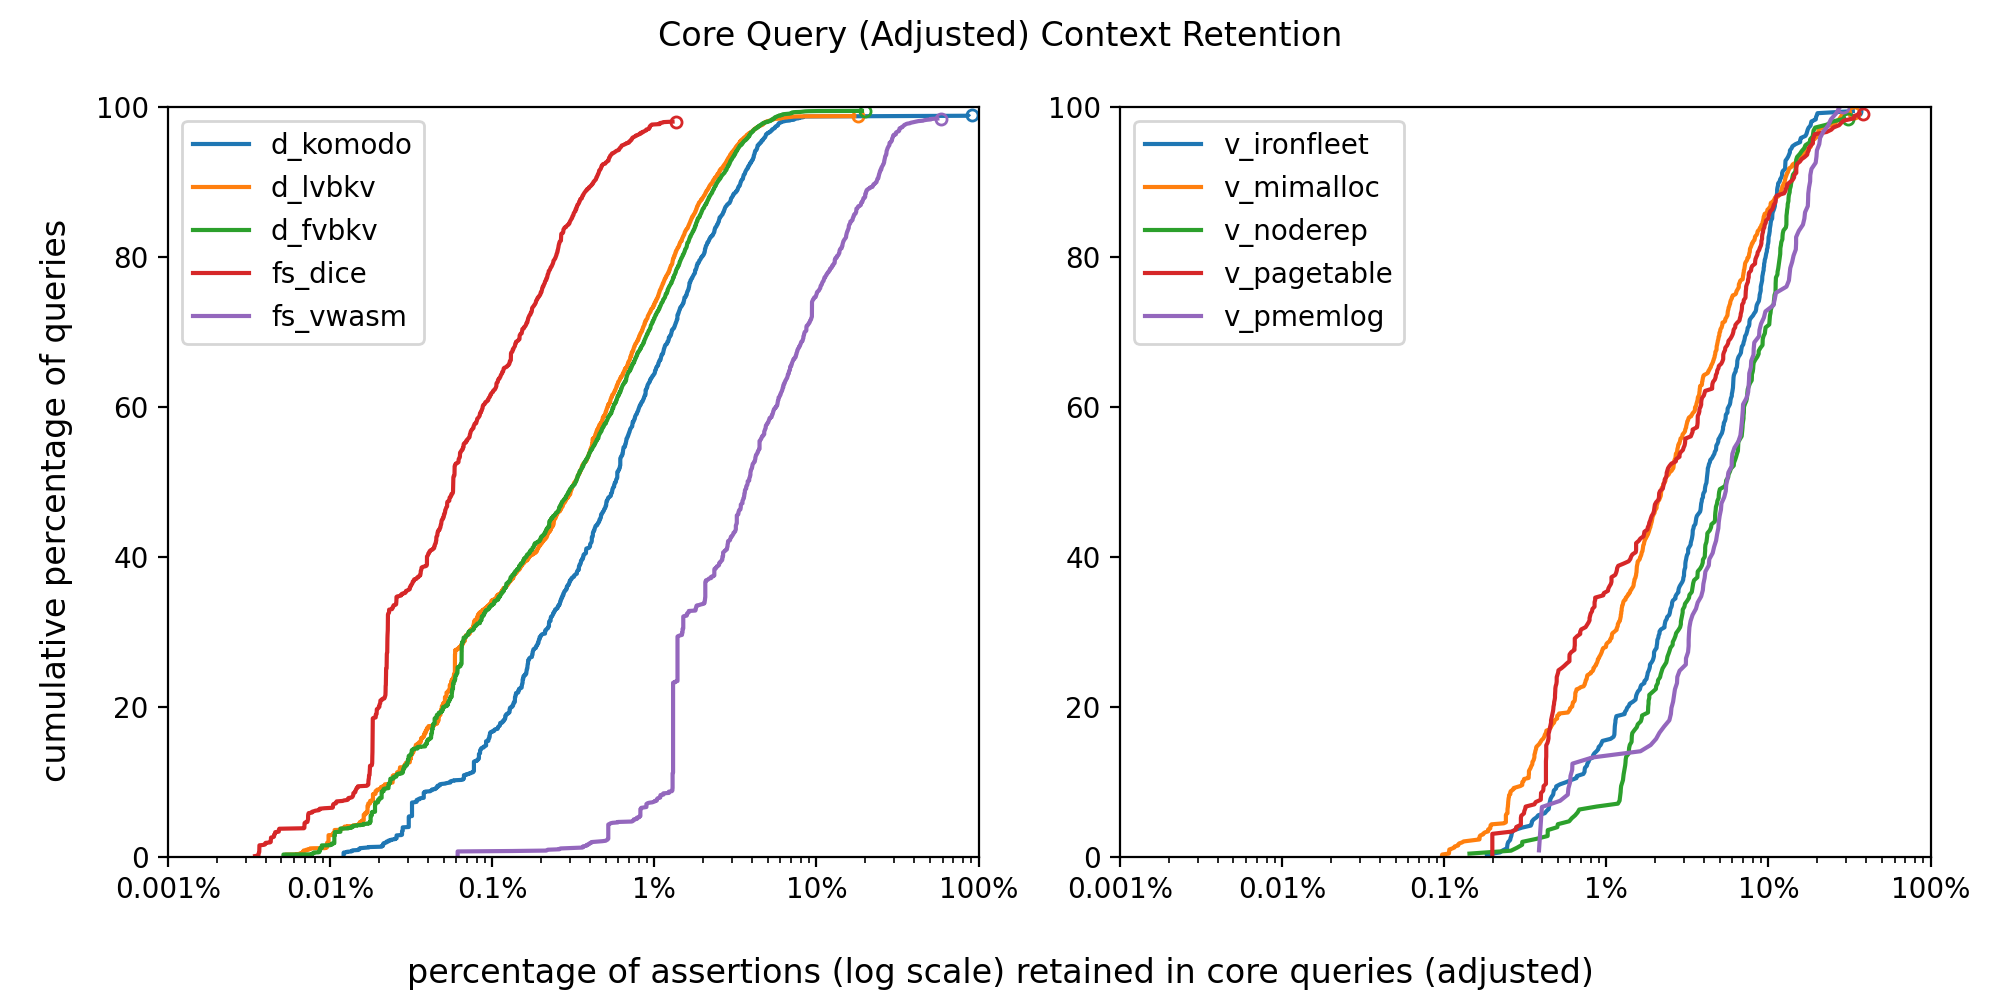 Core Query (Adjusted) Context Retention
cumulative percentage of queries
100
80
60
40
20
0
d_komodo
d_lvbkv
d_fvbkv
fs_dice
fs_vwasm
0.001%
0.01%
0.1%
1%
10%
100%
100
80
60
40
20
0
v_ironfleet
v_mimalloc
v_noderep
v_pagetable
v_pmemlog
0.001%
0.01%
0.1%
1%
10%
100%
percentage of assertions (log scale) retained in core queries (adjusted)